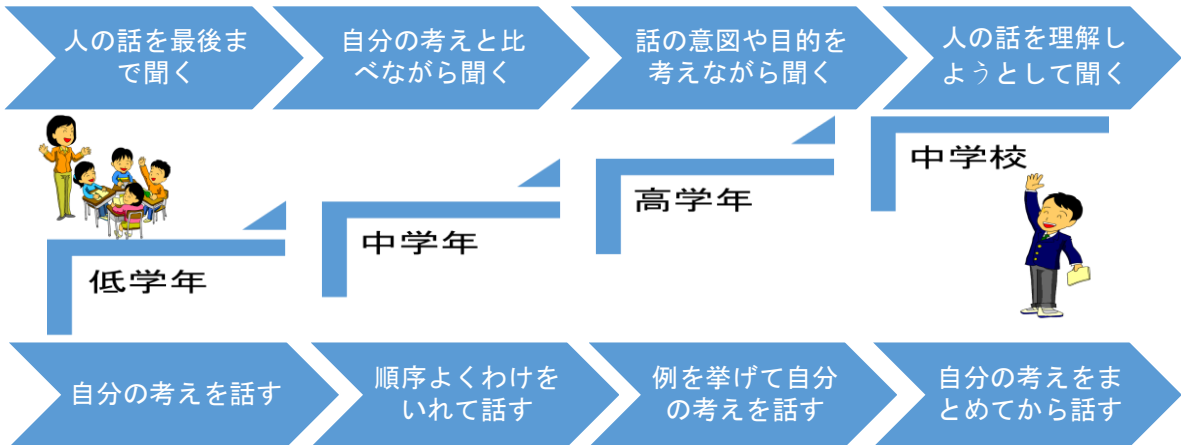 人の話を最後ま
で聞く
自分の考えと比
べながら聞く
話の意図や目的を
考えながら聞く
人の話を理解し
ようとして聞く
低学年
中学年
高学年
中学校
自分の考えを話す
順序よくわけを
いれて話す
例を挙げて自分
の考えを話す
自分の考えをま
とめてから話す